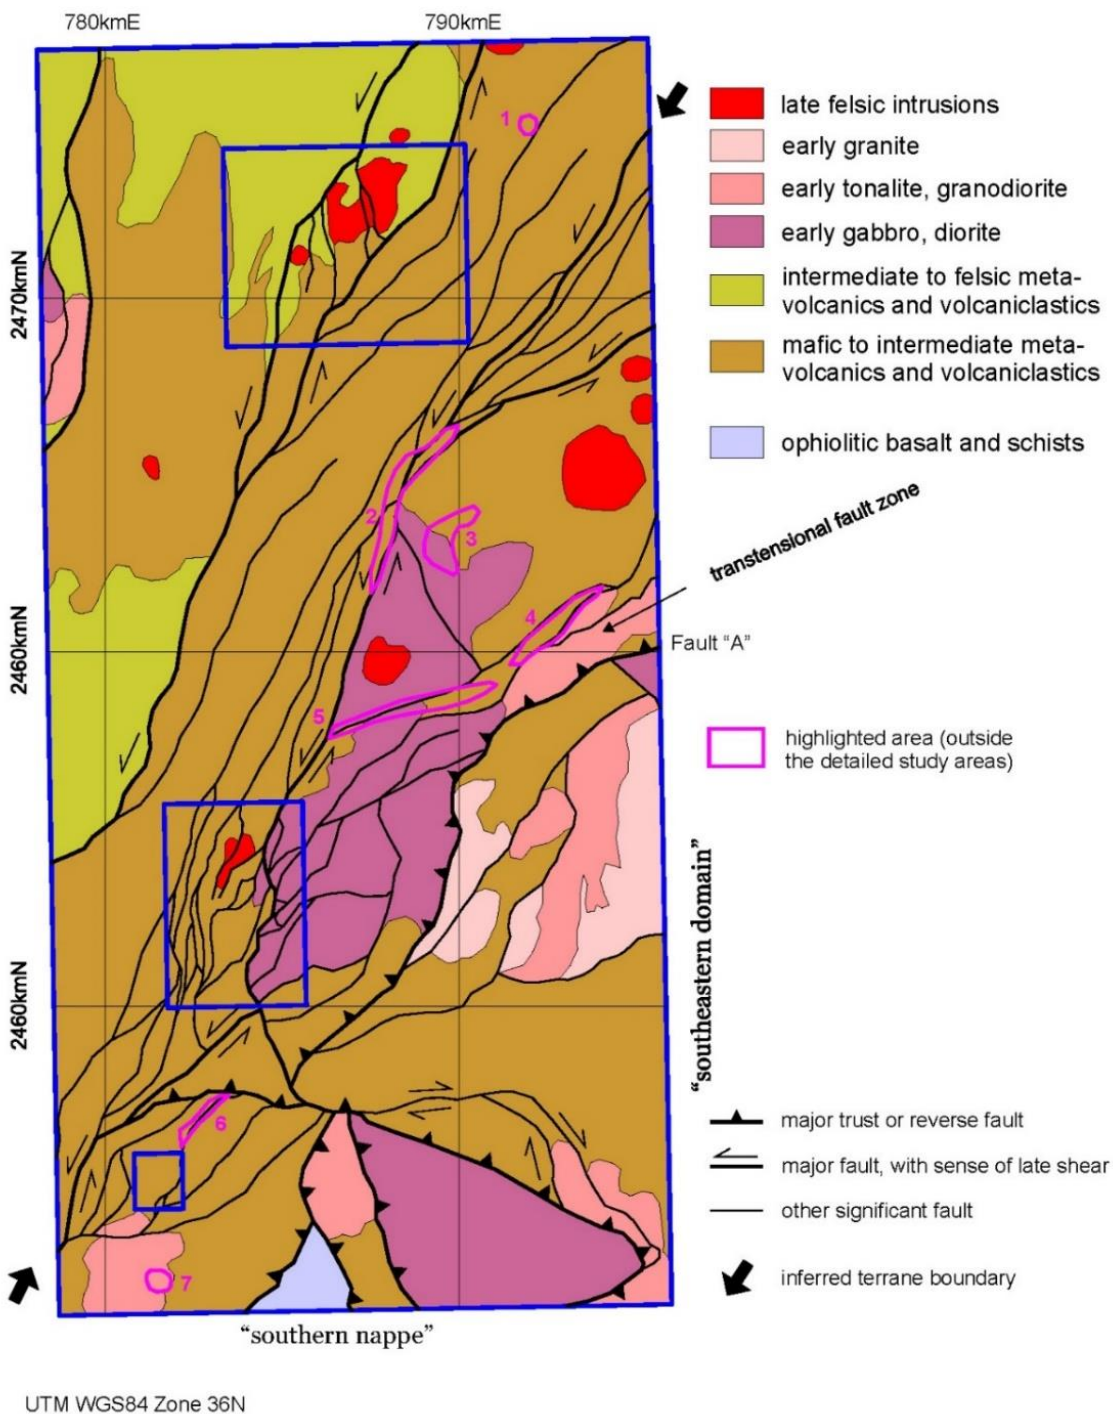 780kmE
790kmE
late felsic intrusions
early granite
early tonalite, granodiorite
early gabbro, diorite
intermediate to felsic meta-
volcanics and volcaniclastics
mafic to intermediate meta-
volcanics and volcaniclastics
ophiolitic basalt and schists
2470kmN
2460kmN
2460kmN
1
2
3
4
5
6
7
transtensional fault zone
Fault "A"
highlighted area (outside
the detailed study areas)
"southeastern domain"
major trust or reverse fault
major fault, with sense of late shear
other significant fault
inferred terrane boundary
"southern nappe"
UTM WGS84 Zone 36N